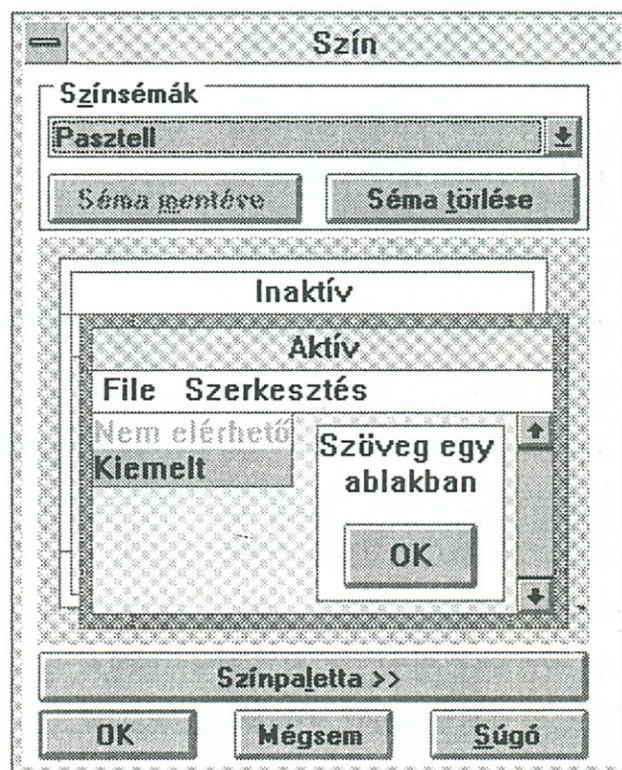 Szín
Színsémák
Pasztell
Séma mentére Séma törlése
Inaktív
Aktív
File Szerkesztés
Nem elérhető
Kiemelt
Szöveg egy
ablakban
OK
Színpaletta >>
OK Mégsem Súgó